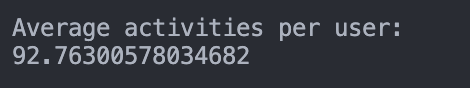 Average activities per user:
92.76300578034682